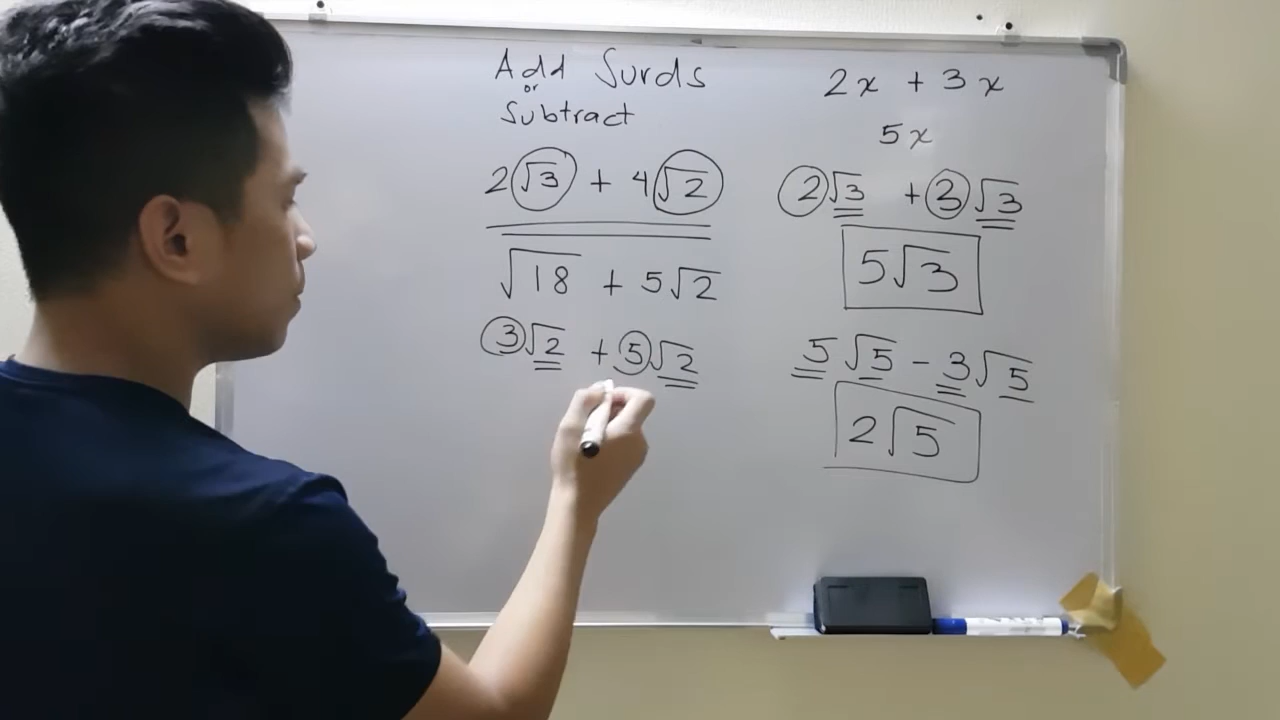 Add Surds
or
Subtract
2√3 + 4√2
√18 + 5√2
3√2 + 5√2
2x + 3x
5x
2√3 + 3√3
5√3
5√5 - 3√5
2√5